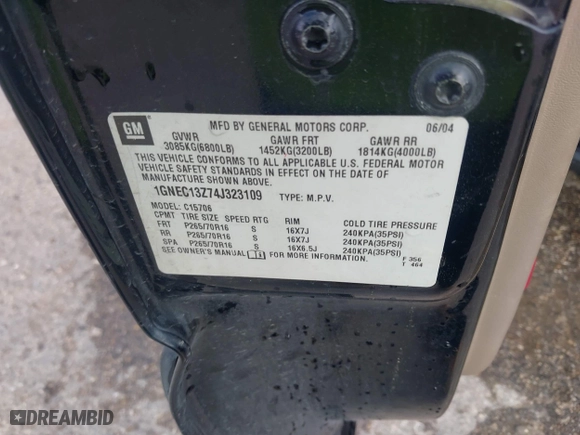 GM
MFD BY GENERAL MOTORS CORP. 06/04
GVWR GAWR FRT GAWR RR
3085KG(6800LB) 1452KG(3200LB) 1814KG(4000LB)
THIS VEHICLE CONFORMS TO ALL APPLICABLE U.S. FEDERAL MOTOR
VEHICLE SAFETY STANDARDS IN EFFECT ON THE DATE OF
MANUFACTURE SHOWN ABOVE.
1GNEC13Z74J323109 TYPE: M.P.V.
MODEL: C15706
CPMT TIRE SIZE SPEED RTG RIM COLD TIRE PRESSURE
FRT P265/70R16 S 16X7J 240KPA(35PSI)
RR P265/70R16 S 16X7J 240KPA(35PSI)
SPA P265/70R16 S 16X6.5J 240KPA(35PSI)
SEE OWNER'S MANUAL FOR MORE INFORMATION. F 356
T 464
DREAMBID